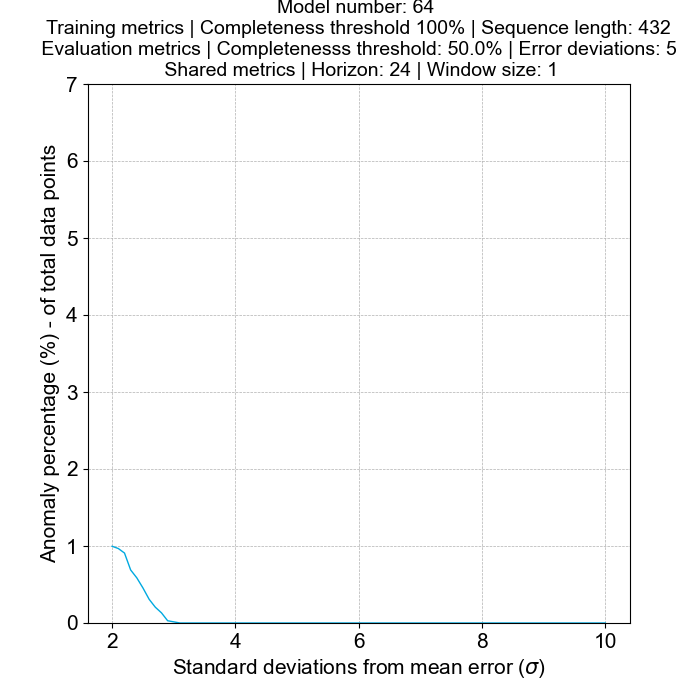 Model number: 64
Training metrics | Completeness threshold 100% | Sequence length: 432
Evaluation metrics | Completenesss threshold: 50.0% | Error deviations: 5
Shared metrics | Horizon: 24 | Window size: 1
7
6
5
4
3
2
1
0
Anomaly percentage (%) - of total data points
2 4 6 8 10
Standard deviations from mean error (σ)